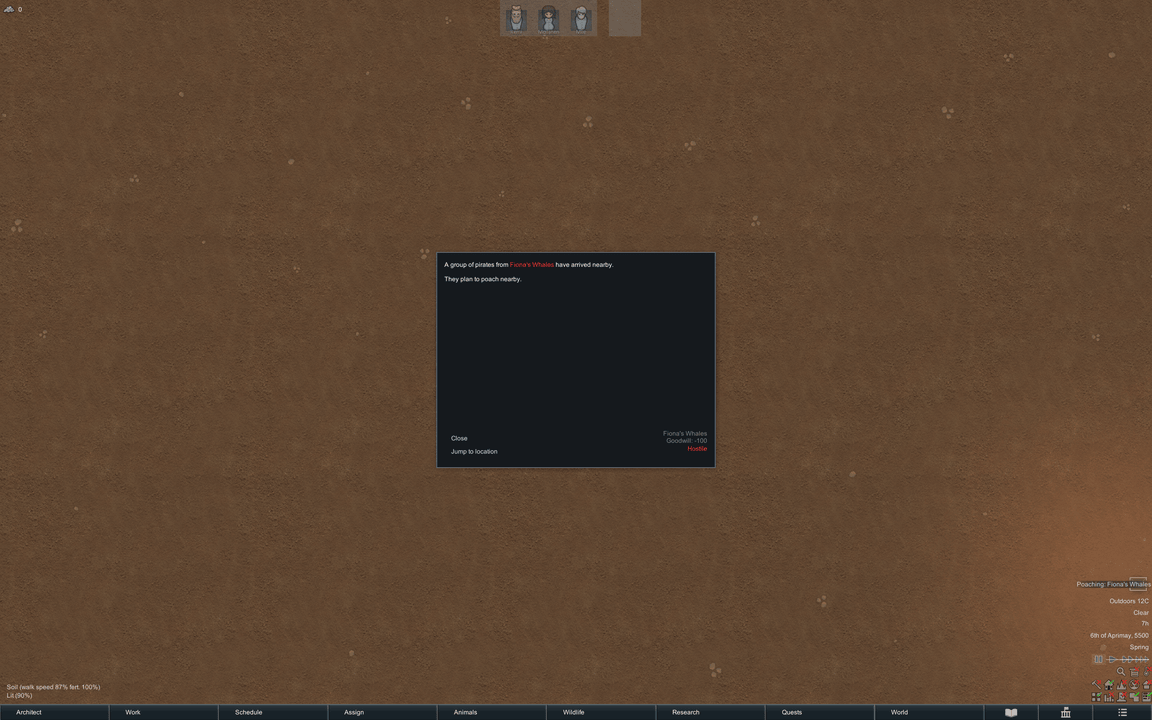 0
A group of pirates from Fiona's Whales have arrived nearby.
They plan to poach nearby.
Close
Jump to location
Fiona's Whales
Goodwill: -100
Hostile
Poaching: Fiona's Whales
Outdoors 12C
Clear
7h
6th of Aprimay, 5500
Spring
Soil (walk speed 87% fert. 100%)
Lit (90%)
Architect
Work
Schedule
Assign
Animals
Wildlife
Research
Quests
World